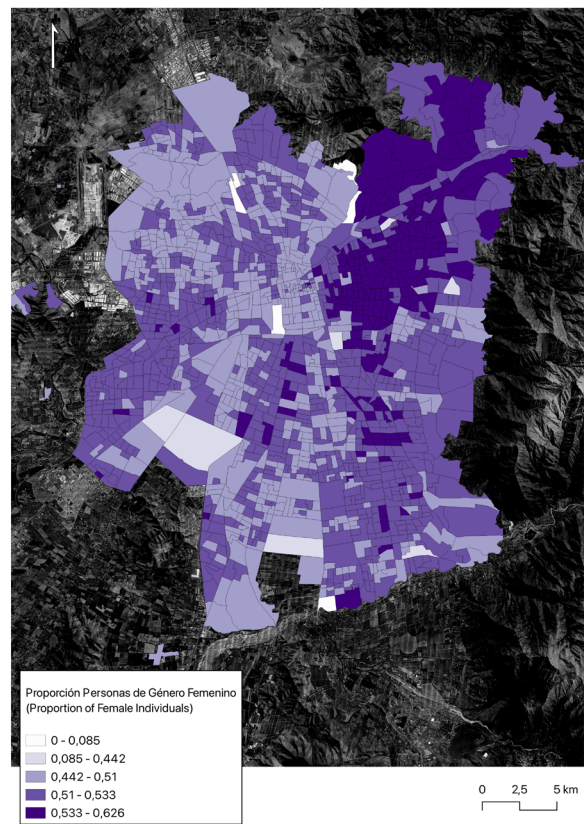 Proporción Personas de Género Femenino
(Proportion of Female Individuals)
0 - 0,085
0,085 - 0,442
0,442 - 0,51
0,51 - 0,533
0,533 - 0,626
0 2,5 5 km